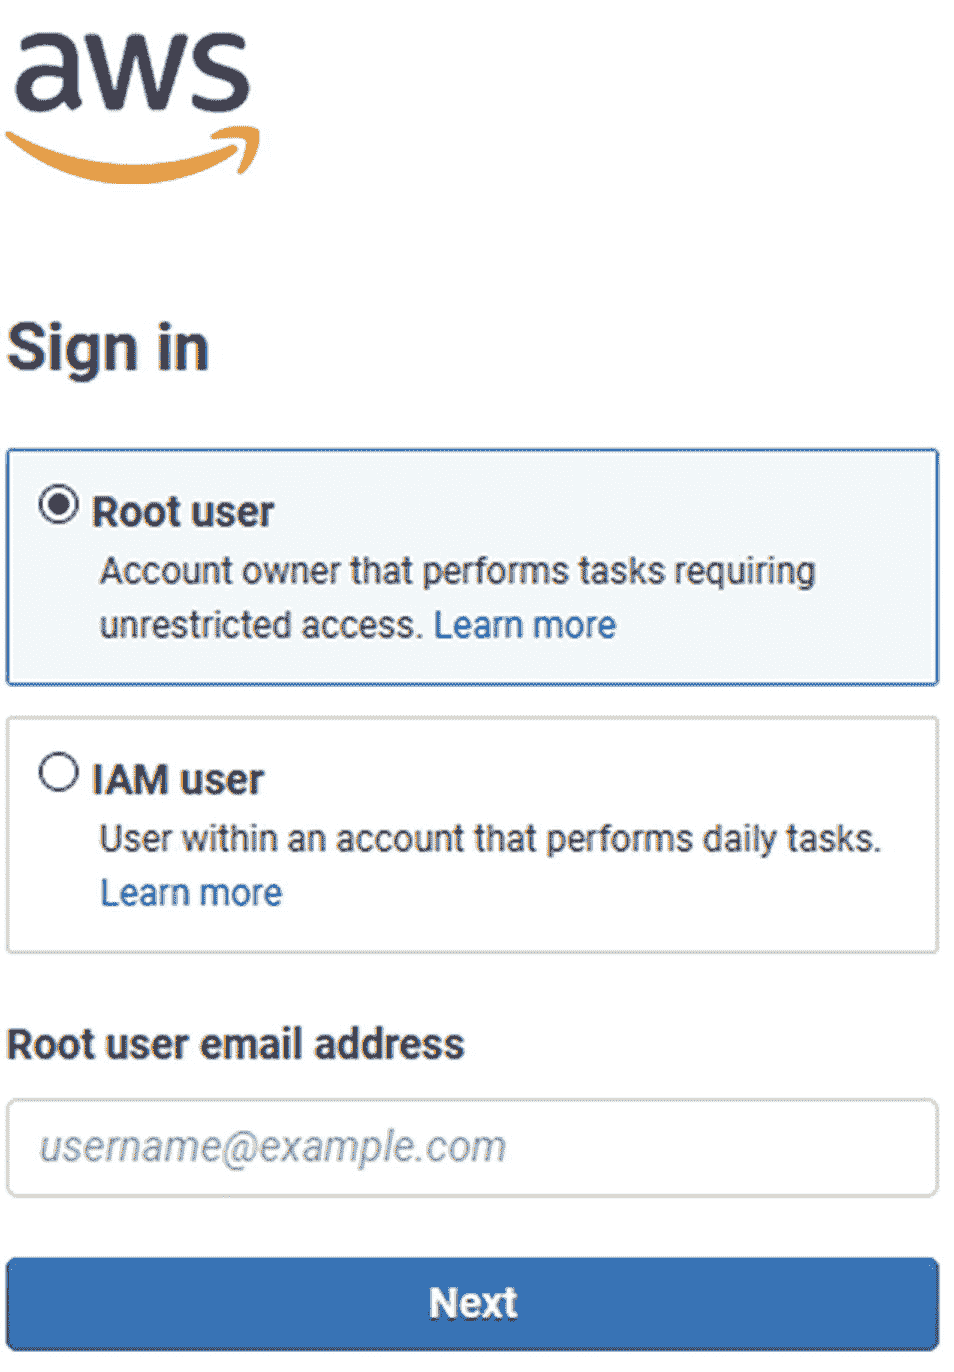 aws
Sign in
Root user
Account owner that performs tasks requiring
unrestricted access. Learn more
IAM user
User within an account that performs daily tasks.
Learn more
Root user email address
username@example.com
Next